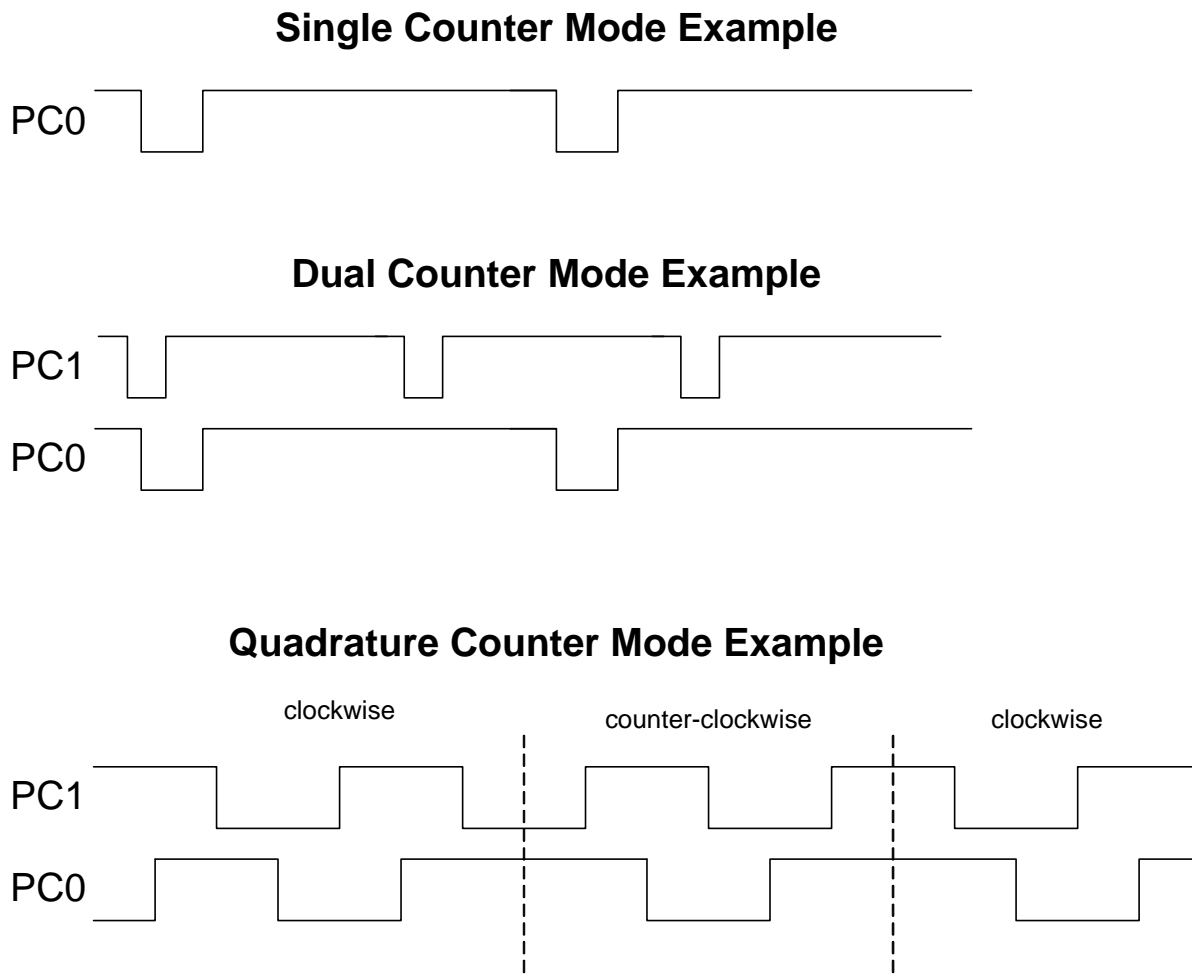 Single Counter Mode Example
PC0
Dual Counter Mode Example
PC1
PC0
Quadrature Counter Mode Example
clockwise
counter-clockwise
clockwise
PC1
PC0